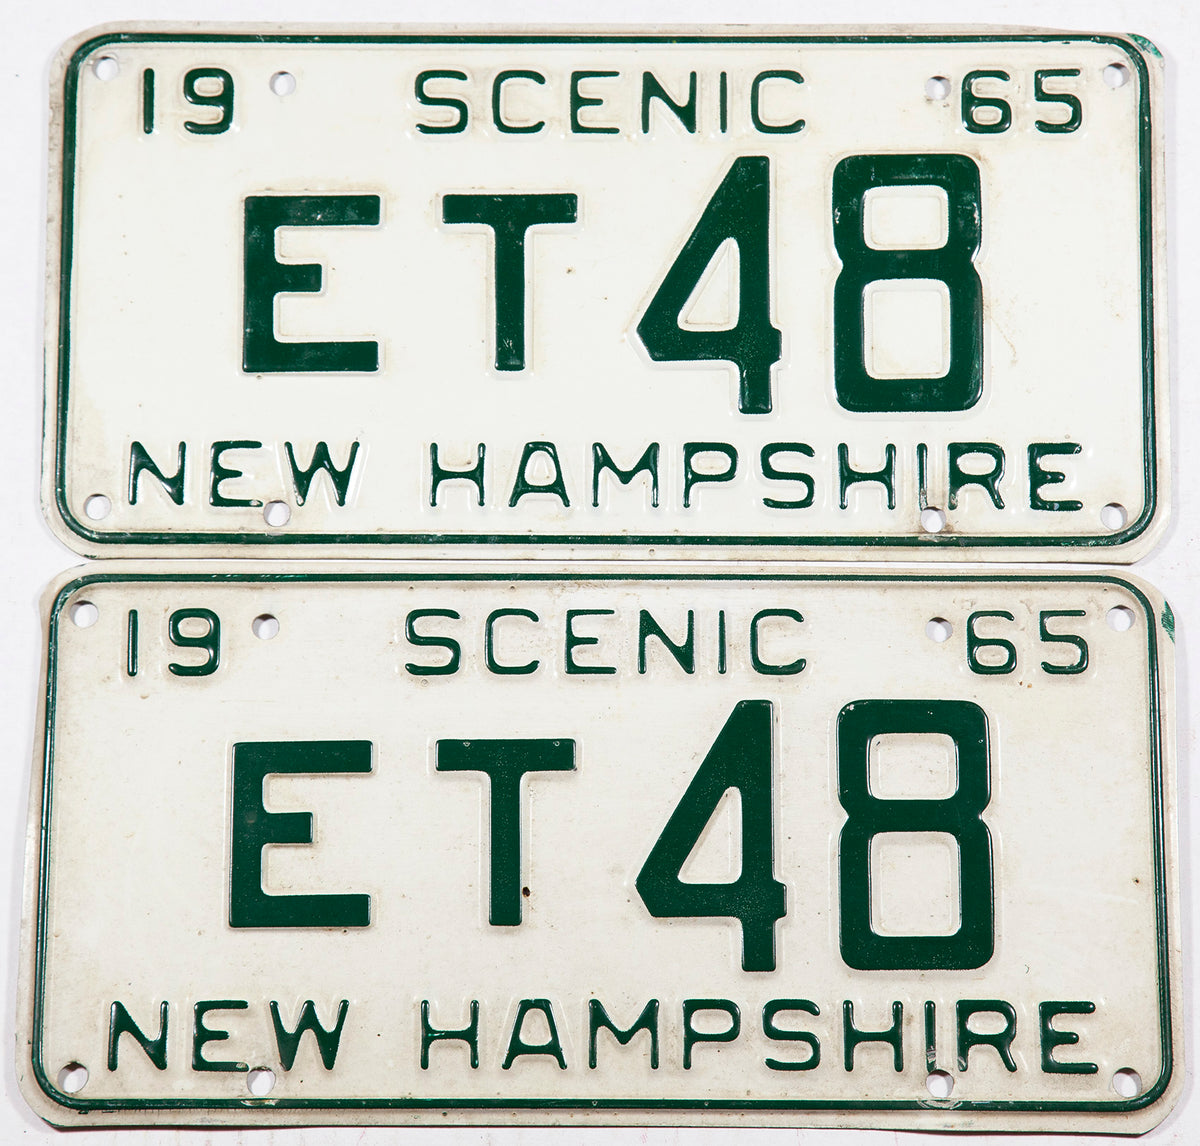 19 SCENIC 65
ET48
NEW HAMPSHIRE
19 SCENIC 65
ET48
NEW HAMPSHIRE